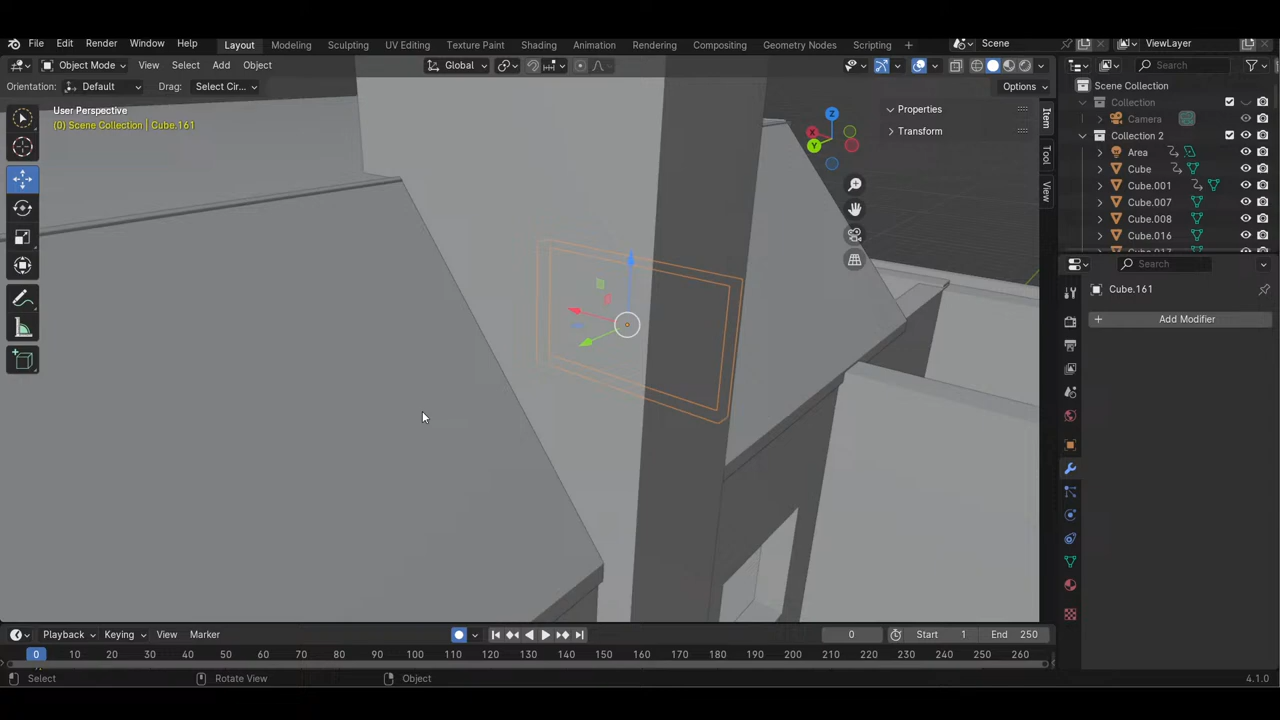 File Edit Render Window Help Layout Modeling Sculpting UV Editing Texture Paint Shading Animation Rendering Compositing Geometry Nodes Scripting + Scene ViewLayer
Object Mode View Select Add Object Global Search
Orientation: Default Drag: Select Cir... Options
User Perspective
(0) Scene Collection | Cube.161
Properties
Transform
X
Y
Z
Item
Tool
View
Scene Collection
Collection
Camera
Collection 2
Area
Cube
Cube.001
Cube.007
Cube.008
Cube.016
Search
Cube.161
+ Add Modifier
Playback Keying View Marker 0 Start 1 End 250
0 10 20 30 40 50 60 70 80 90 100 110 120 130 140 150 160 170 180 190 200 210 220 230 240 250 260
Select Rotate View Object 4.1.0